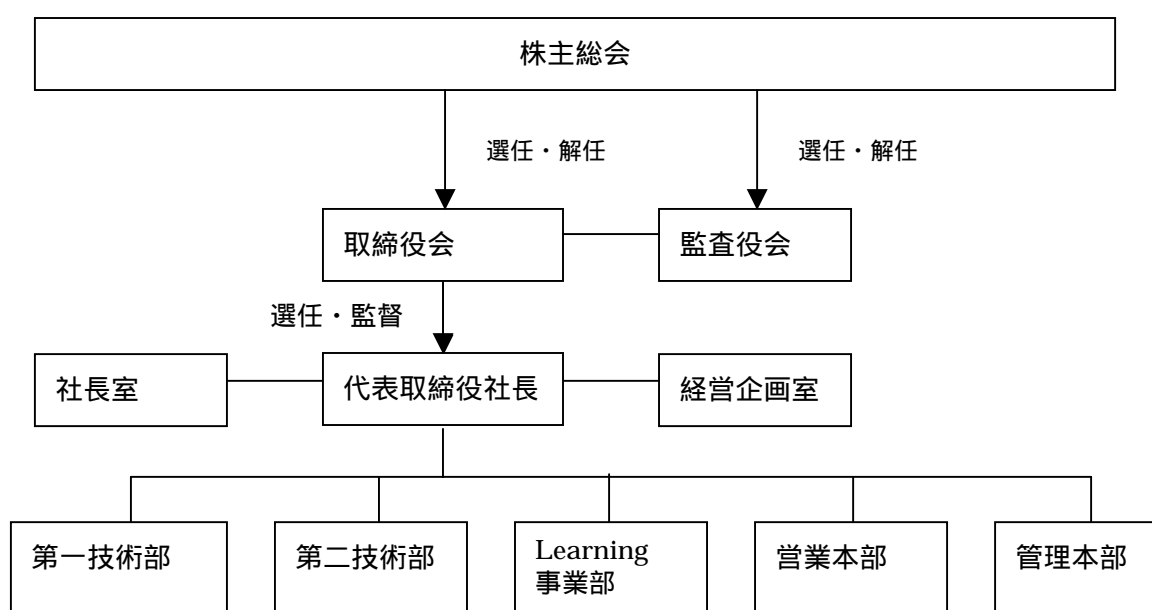 株主総会
選任・解任
選任・解任
取締役会
監査役会
選任・監督
社長室
代表取締役社長
経営企画室
第一技術部
第二技術部
Learning
事業部
営業本部
管理本部